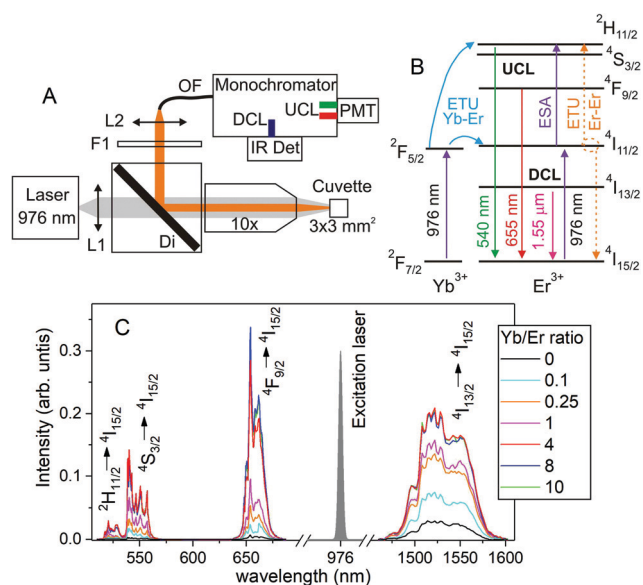 A
OF
Monochromator
L2
UCL
PMT
DCL
F1
IR Det
Laser
976 nm
L1
Di
10x
Cuvette
3x3 mm²
B
²H₁₁/₂
⁴S₃/₂
UCL
⁴F₉/₂
ETU
Yb-Er
ESA
ETU
Er-Er
²F₅/₂
⁴I₁₁/₂
DCL
⁴I₁₃/₂
976 nm
540 nm
655 nm
1.55 µm
976 nm
²F₇/₂
⁴I₁₅/₂
Yb³⁺
Er³⁺
C
Intensity (arb. untis)
0.3
0.2
0.1
0.0
²H₁₁/₂ → ⁴I₁₅/₂
⁴S₃/₂ → ⁴I₁₅/₂
⁴F₉/₂ → ⁴I₁₅/₂
Excitation laser
⁴I₁₃/₂ → ⁴I₁₅/₂
Yb/Er ratio
0
0.1
0.25
1
4
8
10
550
600
650
976
1500
1550
1600
wavelength (nm)